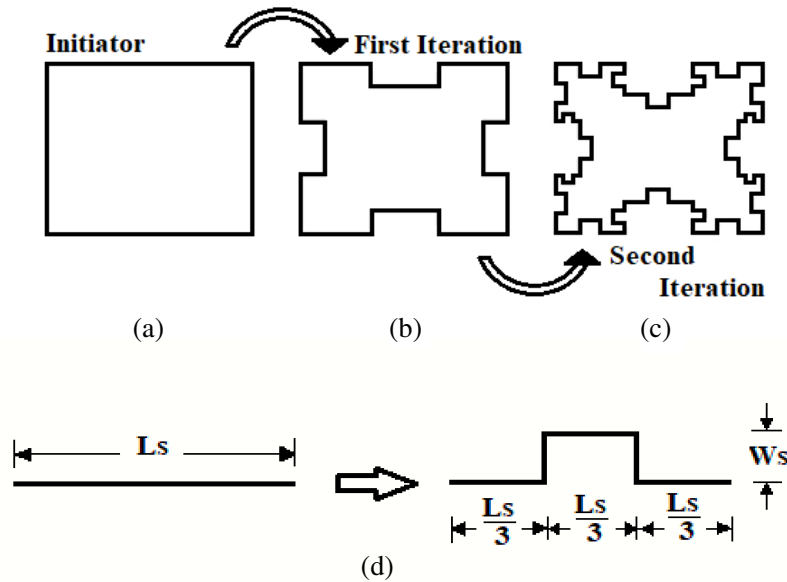 Initiator
First Iteration
Second
Iteration
(a)
(b)
(c)
Ls
Ws
Ls/3 Ls/3 Ls/3
(d)